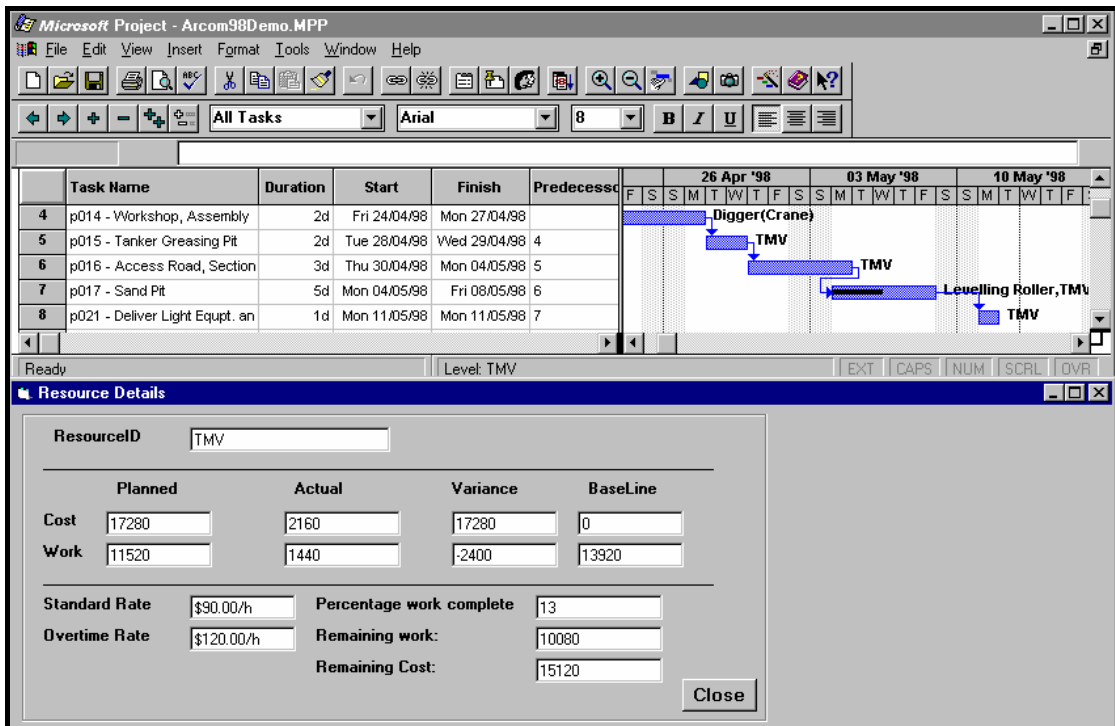 Microsoft Project - Arcom98Demo.MPP
File Edit View Insert Format Tools Window Help
ABC
All Tasks Arial 8 B I U
26 Apr '98 03 May '98 10 May '98
Task Name Duration Start Finish Predecesso F S S M T W T F S S M T W T F S S M T W T F
4 p014 - Workshop, Assembly 2d Fri 24/04/98 Mon 27/04/98 Digger(Crane)
5 p015 - Tanker Greasing Pit 2d Tue 28/04/98 Wed 29/04/98 4 TMV
6 p016 - Access Road, Section 3d Thu 30/04/98 Mon 04/05/98 5 TMV
7 p017 - Sand Pit 5d Mon 04/05/98 Fri 08/05/98 6 Levelling Roller,TMV
8 p021 - Deliver Light Equpt. an 1d Mon 11/05/98 Mon 11/05/98 7 TMV
Ready Level: TMV EXT CAPS NUM SCRL OVR
Resource Details
ResourceID TMV
Planned Actual Variance BaseLine
Cost 17280 2160 17280 0
Work 11520 1440 -2400 13920
Standard Rate $90.00/h Percentage work complete 13
Overtime Rate $120.00/h Remaining work: 10080
Remaining Cost: 15120
Close